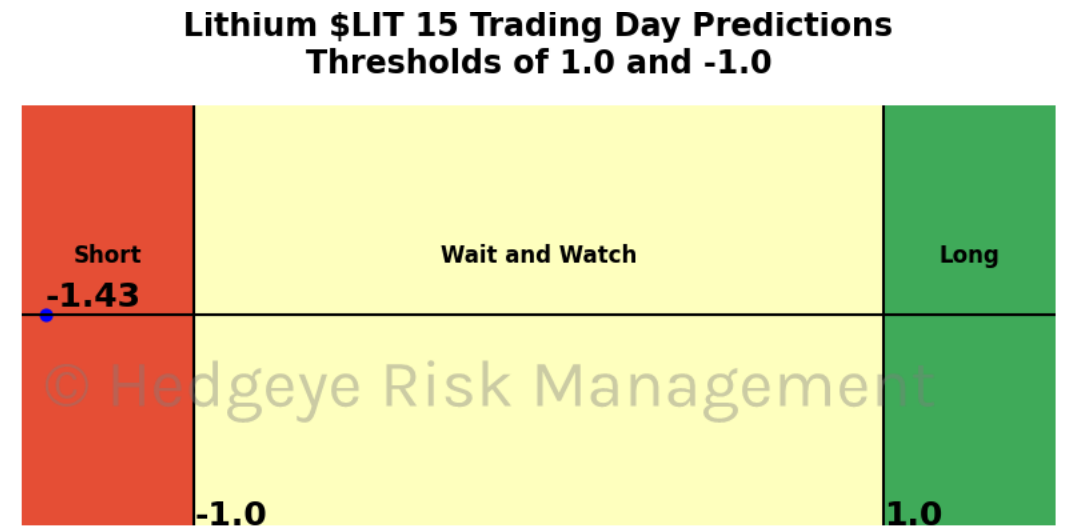 Lithium $LIT 15 Trading Day Predictions
Thresholds of 1.0 and -1.0
Short
Wait and Watch
Long
-1.43
© Hedgeye Risk Management
-1.0
1.0